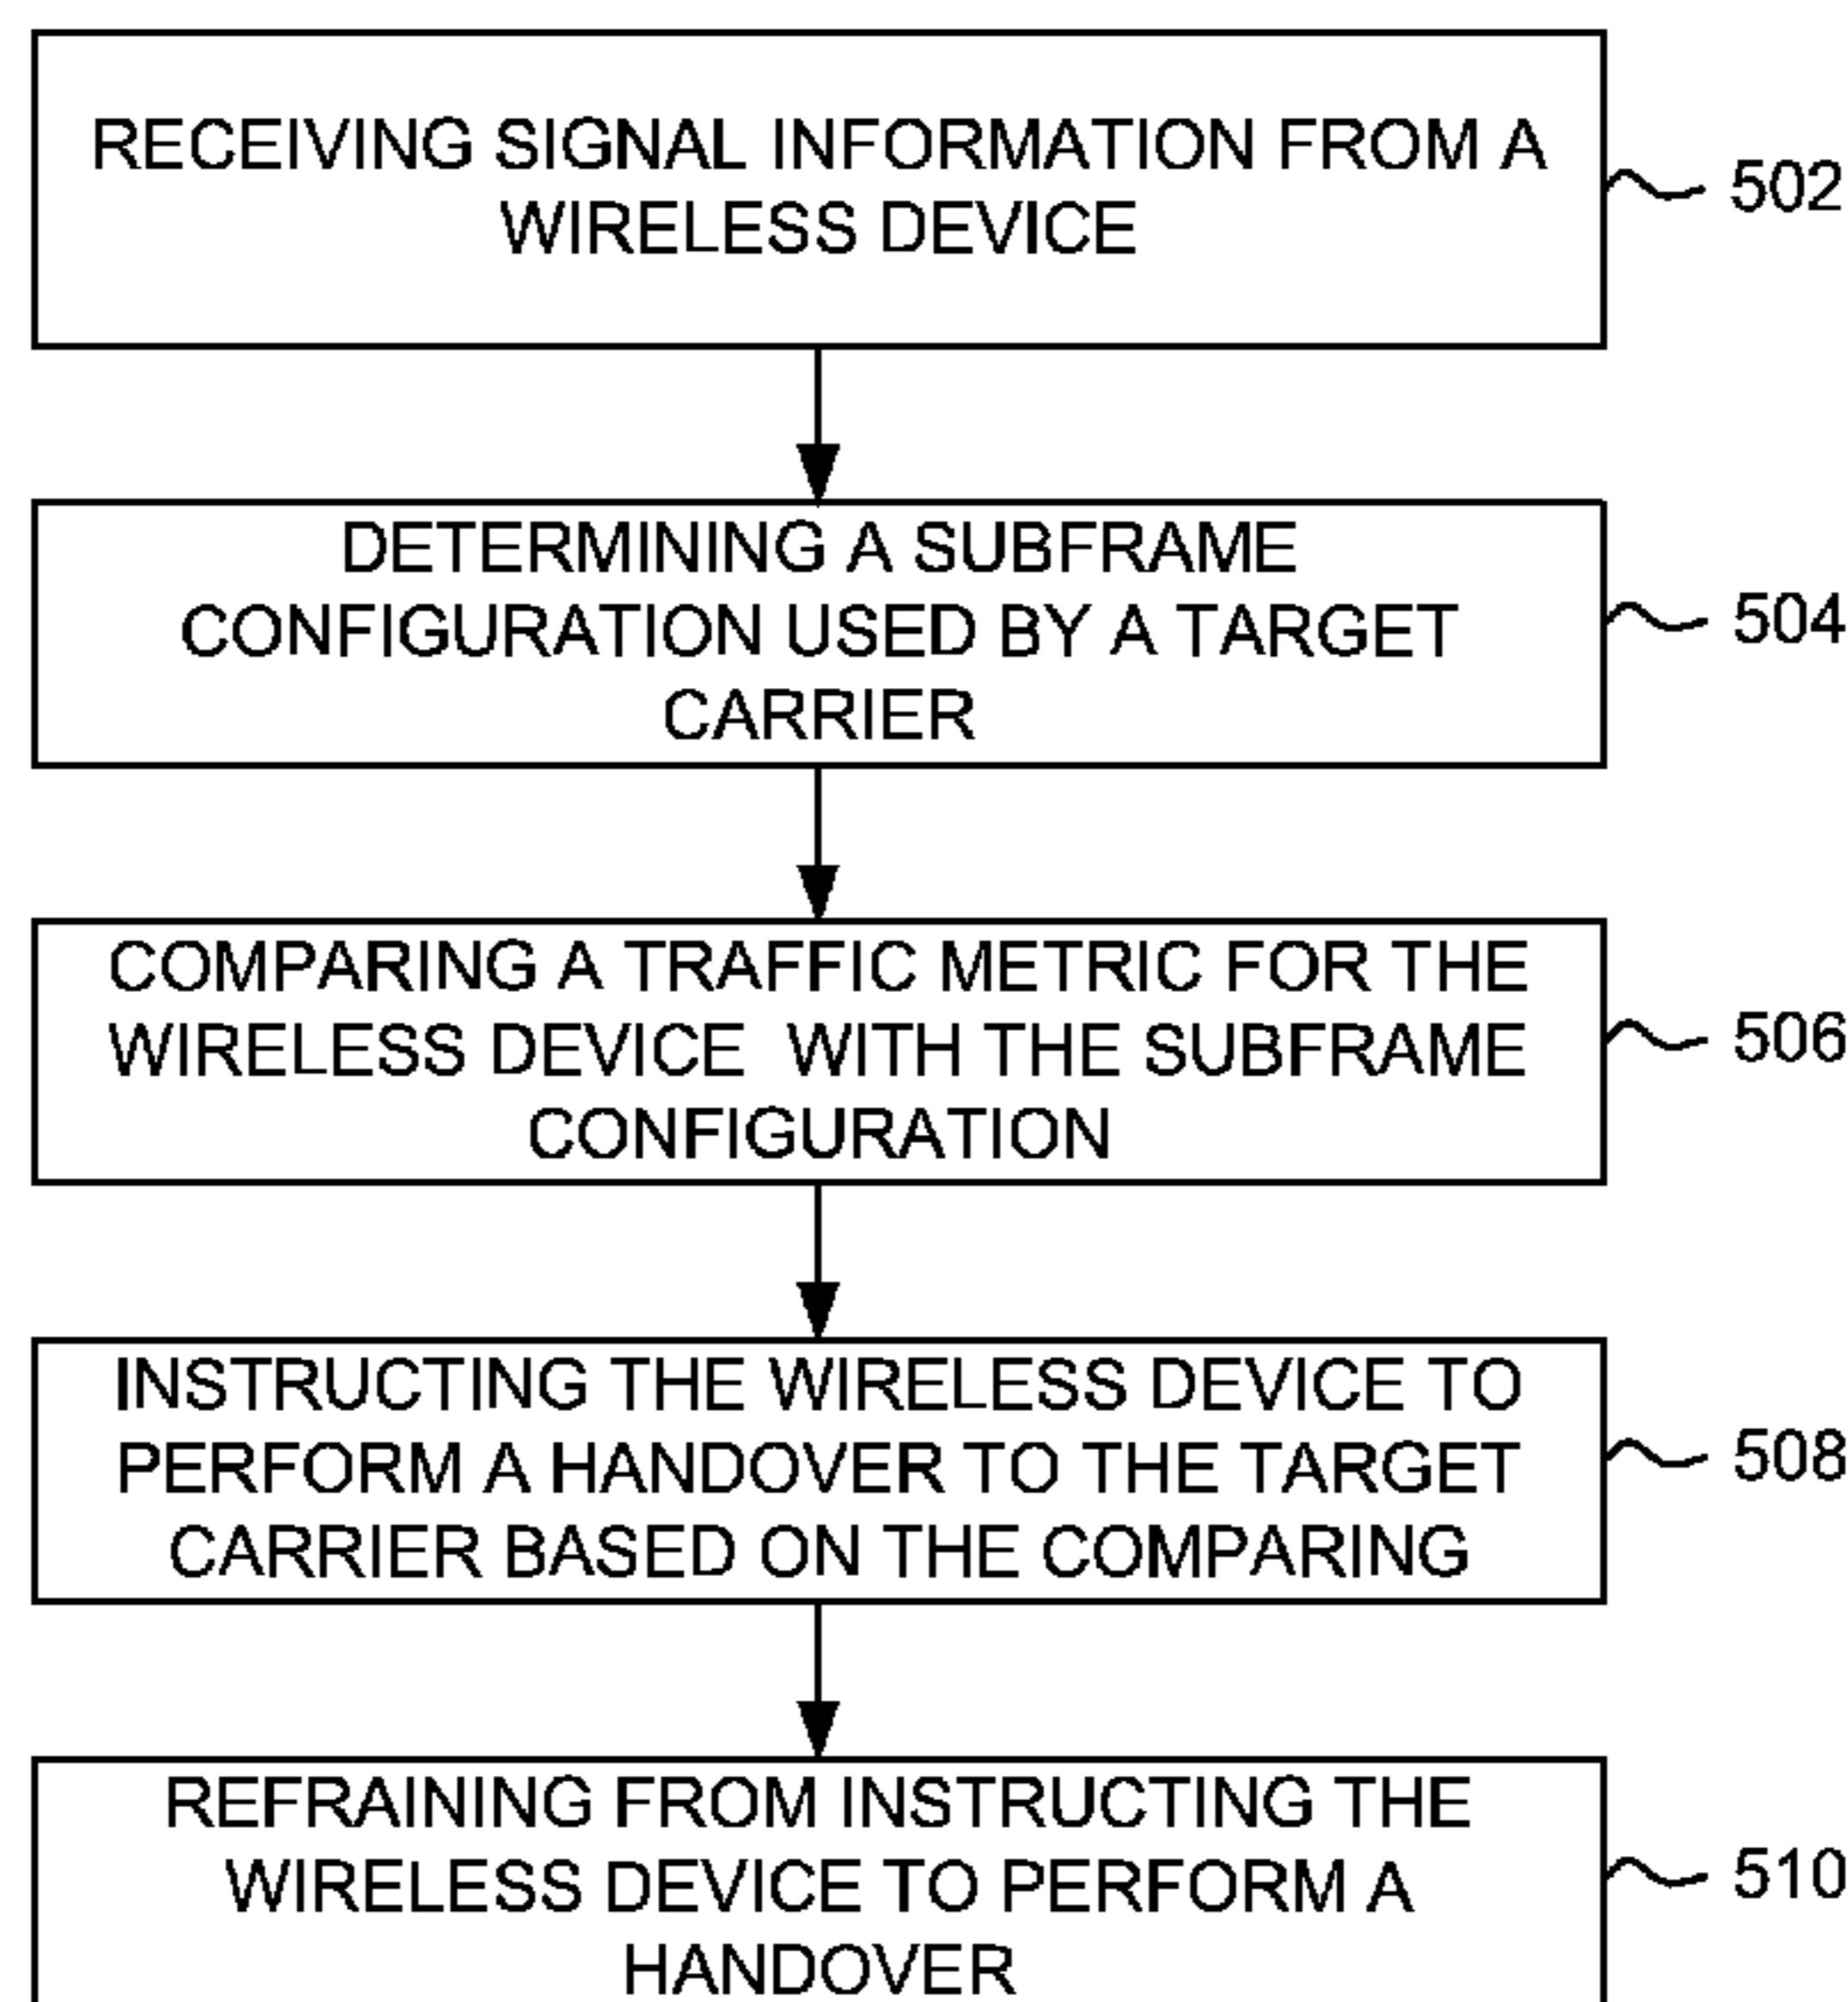 RECEIVING SIGNAL INFORMATION FROM A
WIRELESS DEVICE
502
DETERMINING A SUBFRAME
CONFIGURATION USED BY A TARGET
CARRIER
504
COMPARING A TRAFFIC METRIC FOR THE
WIRELESS DEVICE WITH THE SUBFRAME
CONFIGURATION
506
INSTRUCTING THE WIRELESS DEVICE TO
PERFORM A HANDOVER TO THE TARGET
CARRIER BASED ON THE COMPARING
508
REFRAINING FROM INSTRUCTING THE
WIRELESS DEVICE TO PERFORM A
HANDOVER
510